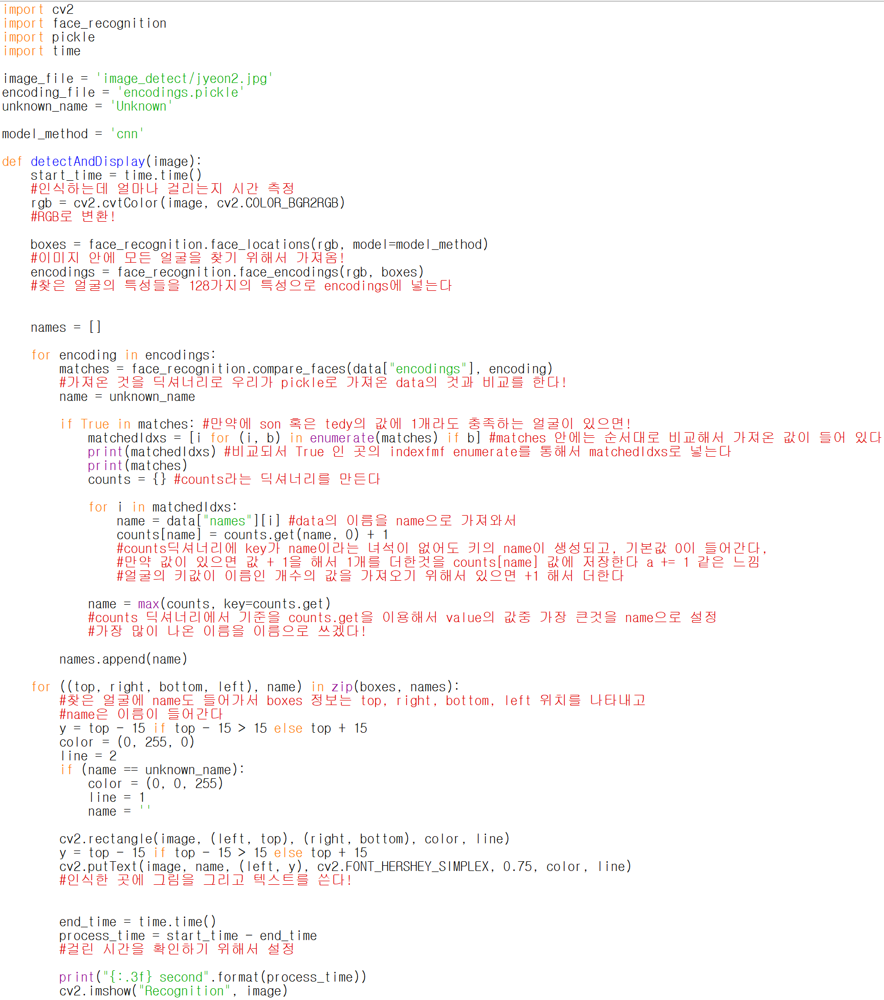 import cv2
import face_recognition
import pickle
import time
image_file = 'image_detect/jyeon2.jpg'
encoding_file = 'encodings.pickle'
unknown_name = 'Unknown'
model_method = 'cnn'
def detectAndDisplay(image):
    start_time = time.time()
    #인식하는데 얼마나 걸리는지 시간 측정
    rgb = cv2.cvtColor(image, cv2.COLOR_BGR2RGB)
    #RGB로 변환!
    boxes = face_recognition.face_locations(rgb, model=model_method)
    #이미지 안에 모든 얼굴을 찾기 위해서 가져옴!
    encodings = face_recognition.face_encodings(rgb, boxes)
    #찾은 얼굴의 특성들을 128가지의 특성으로 encodings에 넣는다
    names = []
    for encoding in encodings:
        matches = face_recognition.compare_faces(data["encodings"], encoding)
        #가져온 것을 딕셔너리로 우리가 pickle로 가져온 data의 것과 비교를 한다!
        name = unknown_name
        if True in matches: #만약에 son 혹은 tedy의 값에 1개라도 충족하는 얼굴이 있으면!
            matchedIdxs = [i for (i, b) in enumerate(matches) if b] #matches 안에는 순서대로 비교해서 가져온 값이 들어 있다
            print(matchedIdxs) #비교되서 True 인 곳의 indexfmf enumerate를 통해서 matchedIdxs로 넣는다
            print(matches)
            counts = {} #counts라는 딕셔너리를 만든다
            for i in matchedIdxs:
                name = data["names"][i] #data의 이름을 name으로 가져와서
                counts[name] = counts.get(name, 0) + 1
                #counts딕셔너리에 key가 name이라는 녀석이 없어도 키의 name이 생성되고, 기본값 0이 들어간다,
                #만약 값이 있으면 값 + 1을 해서 1개를 더한것을 counts[name] 값에 저장한다 a += 1 같은 느낌
                #얼굴의 키값이 이름인 개수의 값을 가져오기 위해서 있으면 +1 해서 더한다
            name = max(counts, key=counts.get)
            #counts 딕셔너리에서 기준을 counts.get을 이용해서 value의 값중 가장 큰것을 name으로 설정
            #가장 많이 나온 이름을 이름으로 쓰겠다!
        names.append(name)
    for ((top, right, bottom, left), name) in zip(boxes, names):
        #찾은 얼굴에 name도 들어가서 boxes 정보는 top, right, bottom, left 위치를 나타내고
        #name은 이름이 들어간다
        y = top - 15 if top - 15 > 15 else top + 15
        color = (0, 255, 0)
        line = 2
        if (name == unknown_name):
            color = (0, 0, 255)
            line = 1
            name = ''
        cv2.rectangle(image, (left, top), (right, bottom), color, line)
        y = top - 15 if top - 15 > 15 else top + 15
        cv2.putText(image, name, (left, y), cv2.FONT_HERSHEY_SIMPLEX, 0.75, color, line)
        #인식한 곳에 그림을 그리고 텍스트를 쓴다!
        end_time = time.time()
        process_time = start_time - end_time
        #걸린 시간을 확인하기 위해서 설정
        print("{:.3f} second".format(process_time))
        cv2.imshow("Recognition", image)